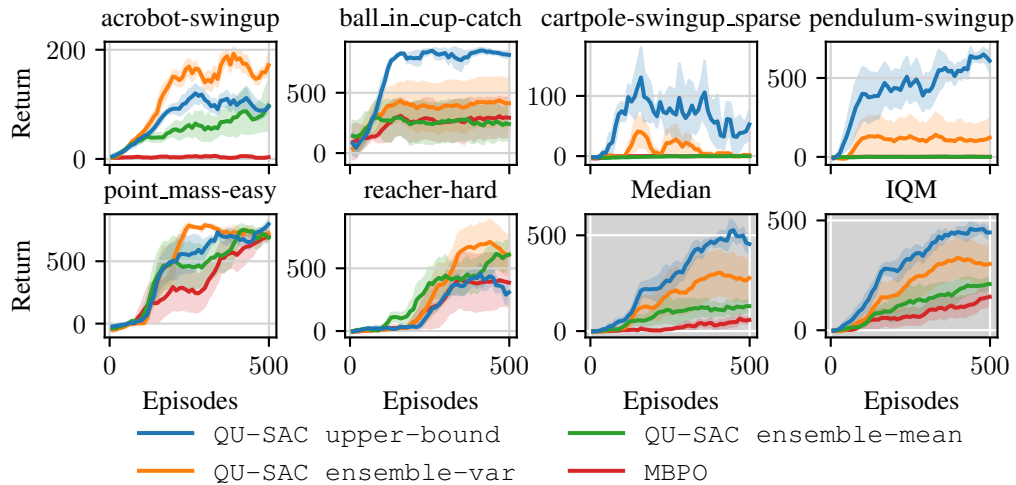 acrobot-swingup ball_in_cup-catch cartpole-swingup_sparse pendulum-swingup
Return
200
100
0
500
0
100
0
500
0
point_mass-easy reacher-hard Median IQM
Return
500
0
500
0
500
0
500
0
0 500 0 500 0 500 0 500
Episodes Episodes Episodes Episodes
QU-SAC upper-bound QU-SAC ensemble-mean
QU-SAC ensemble-var MBPO